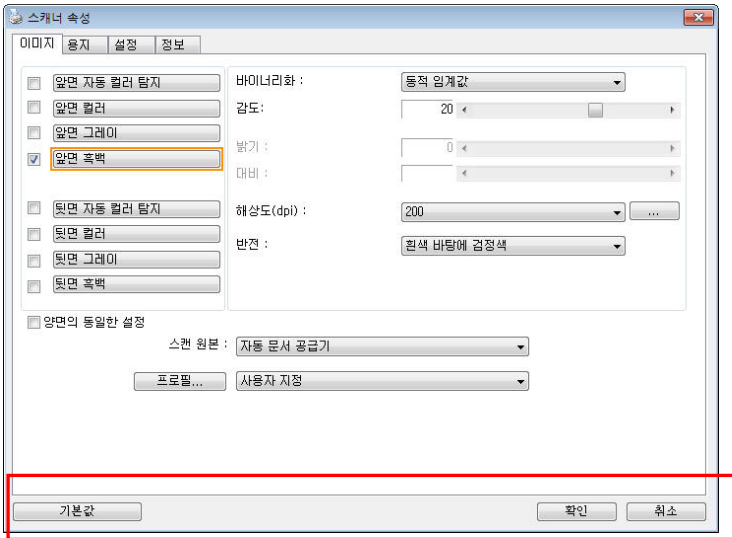 스캐너 속성
이미지 용지 설정 정보
앞면 자동 컬러 탐지
앞면 컬러
앞면 그레이
앞면 흑백
뒷면 자동 컬러 탐지
뒷면 컬러
뒷면 그레이
뒷면 흑백
바이너리화 : 동적 임계값
감도: 20
밝기 : 0
대비 :
해상도(dpi) : 200 ...
반전 : 흰색 바탕에 검정색
양면의 동일한 설정
스캔 원본 : 자동 문서 공급기
프로필... 사용자 지정
기본값 확인 취소